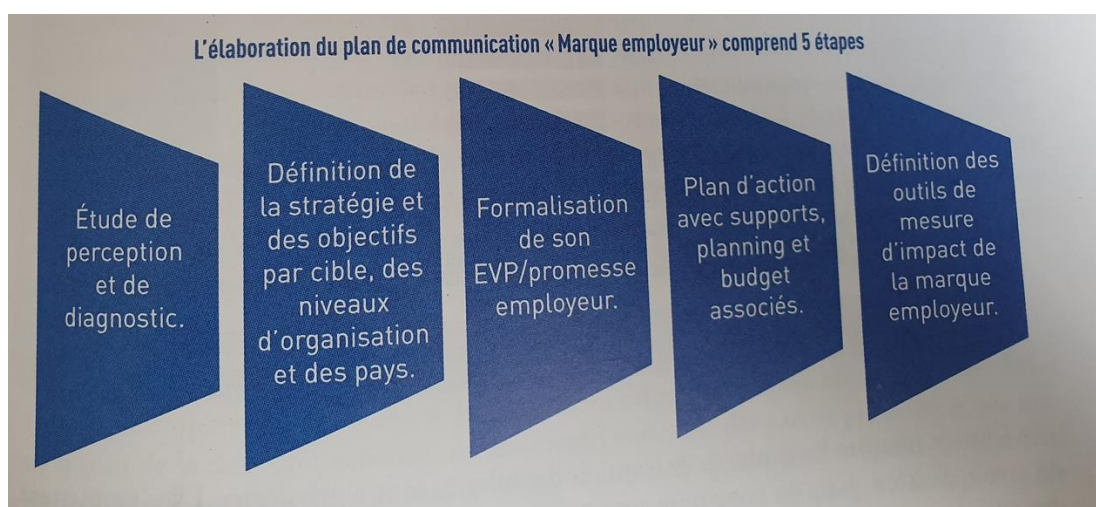 L'élaboration du plan de communication « Marque employeur » comprend 5 étapes
Étude de
perception
et de
diagnostic.
Définition de
la stratégie et
des objectifs
par cible, des
niveaux
d'organisation
et des pays.
Formalisation
de son
EVP/promesse
employeur.
Plan d'action
avec supports,
planning et
budget
associés.
Définition des
outils de
mesure
d'impact de
la marque
employeur.